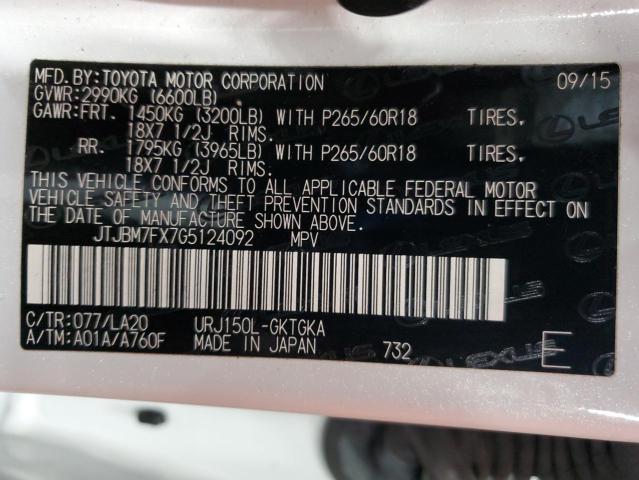 MFD.BY:TOYOTA MOTOR CORPORATION 09/15
GVWR:2990KG (6600LB)
GAWR:FRT. 1450KG (3200LB) WITH P265/60R18 TIRES.
18X7 1/2J RIMS.
RR. 1795KG (3965LB) WITH P265/60R18 TIRES.
18X7 1/2J RIMS.
THIS VEHICLE CONFORMS TO ALL APPLICABLE FEDERAL MOTOR
VEHICLE SAFETY AND THEFT PREVENTION STANDARDS IN EFFECT ON
THE DATE OF MANUFACTURE SHOWN ABOVE.
JTJBM7FX7G5124092 MPV
C/TR:077/LA20 URJ150L-GKTGKA
A/TM:A01A/A760F MADE IN JAPAN 732 E
LEXUS